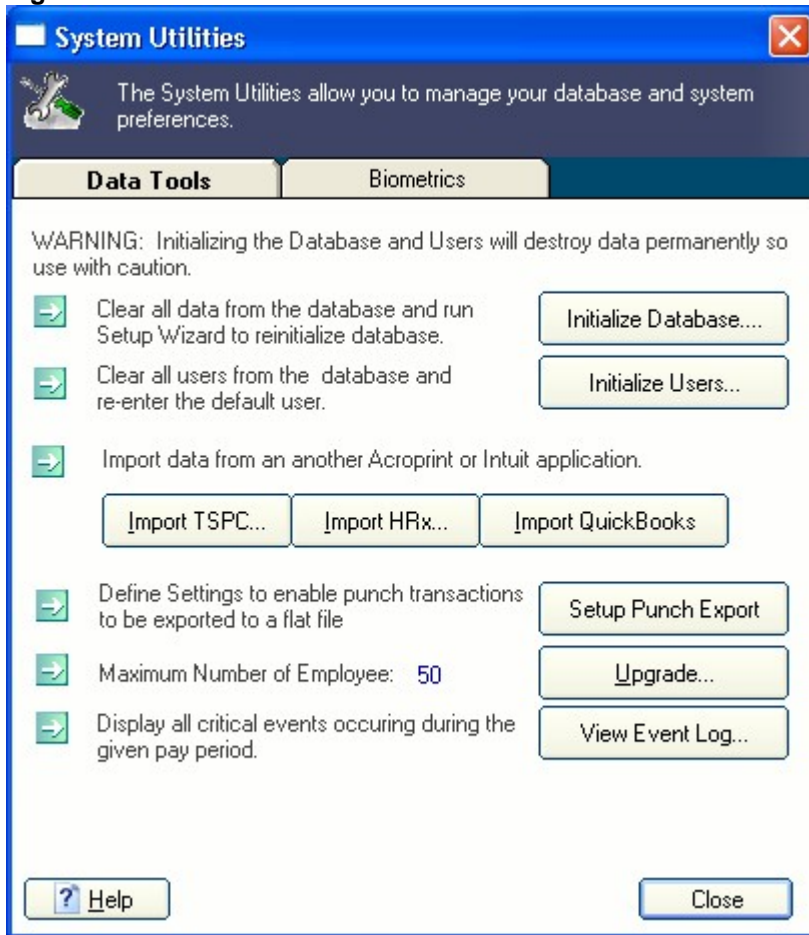 System Utilities
The System Utilities allow you to manage your database and system
preferences.
Data Tools
Biometrics
WARNING: Initializing the Database and Users will destroy data permanently so
use with caution.
Clear all data from the database and run
Setup Wizard to reinitialize database.
Initialize Database....
Clear all users from the database and
re-enter the default user.
Initialize Users...
Import data from an another Acroprint or Intuit application.
Import TSPC...
Import HRx...
Import QuickBooks
Define Settings to enable punch transactions
to be exported to a flat file
Setup Punch Export
Maximum Number of Employee: 50
Upgrade...
Display all critical events occuring during the
given pay period.
View Event Log...
Help
Close